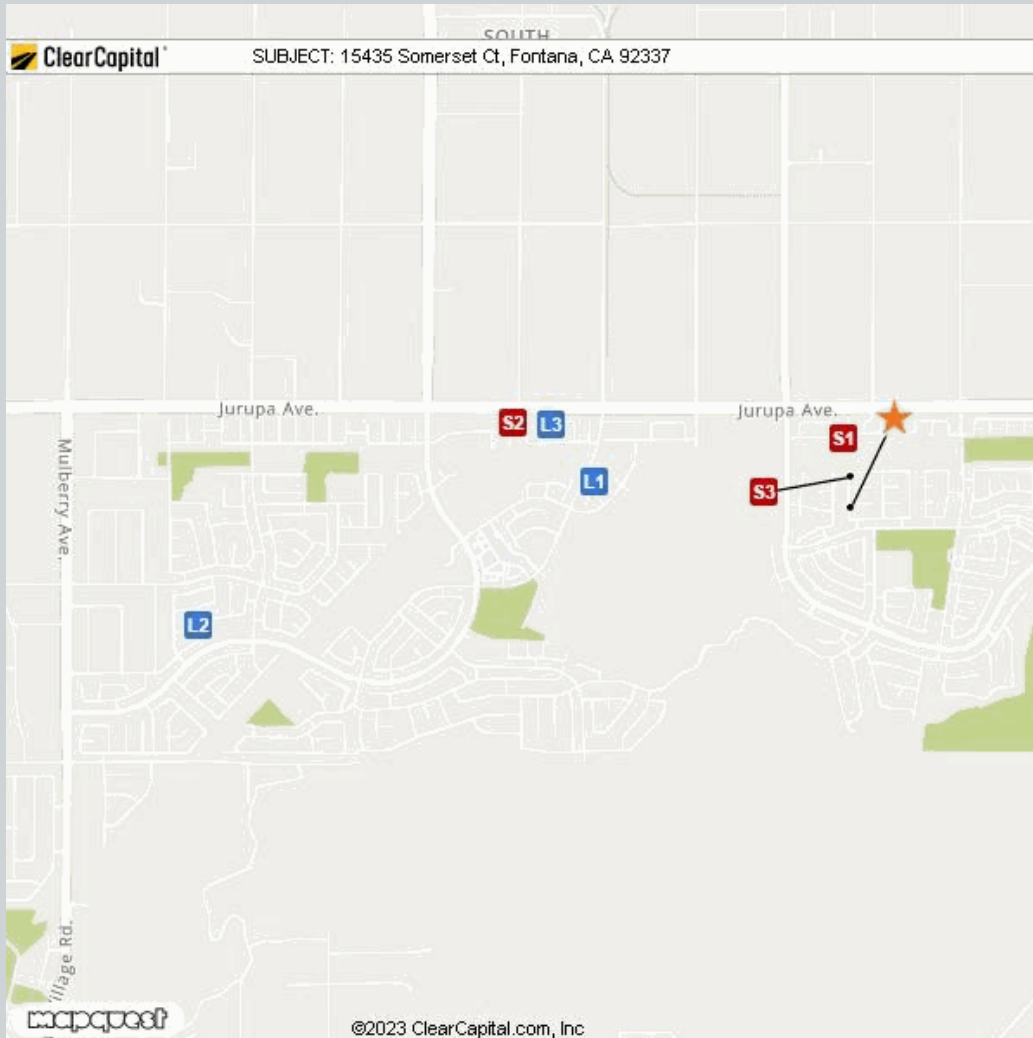 SOUTH
ClearCapital
SUBJECT: 15435 Somerset Ct, Fontana, CA 92337
Jurupa Ave.
Jurupa Ave.
S2
L3
S1
Mulberry Ave.
L1
S3
L2
Village Rd.
mapquest
©2023 ClearCapital.com, Inc